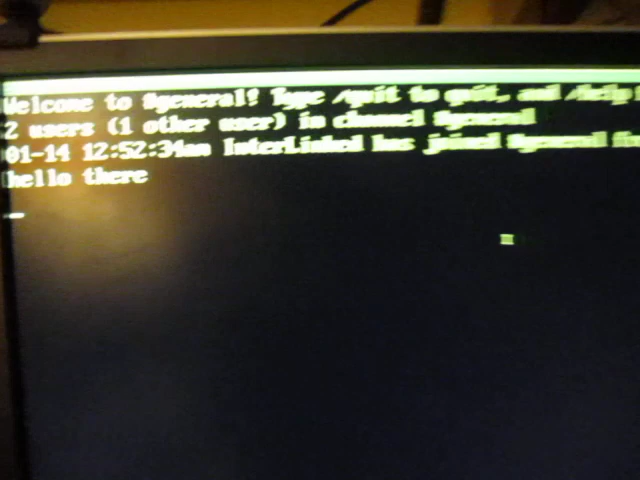 Welcome to #general! Type /quit to quit, and /help
2 users (1 other user) in channel #general
01-14 12:52:34am InterLinked has joined #general
hello there